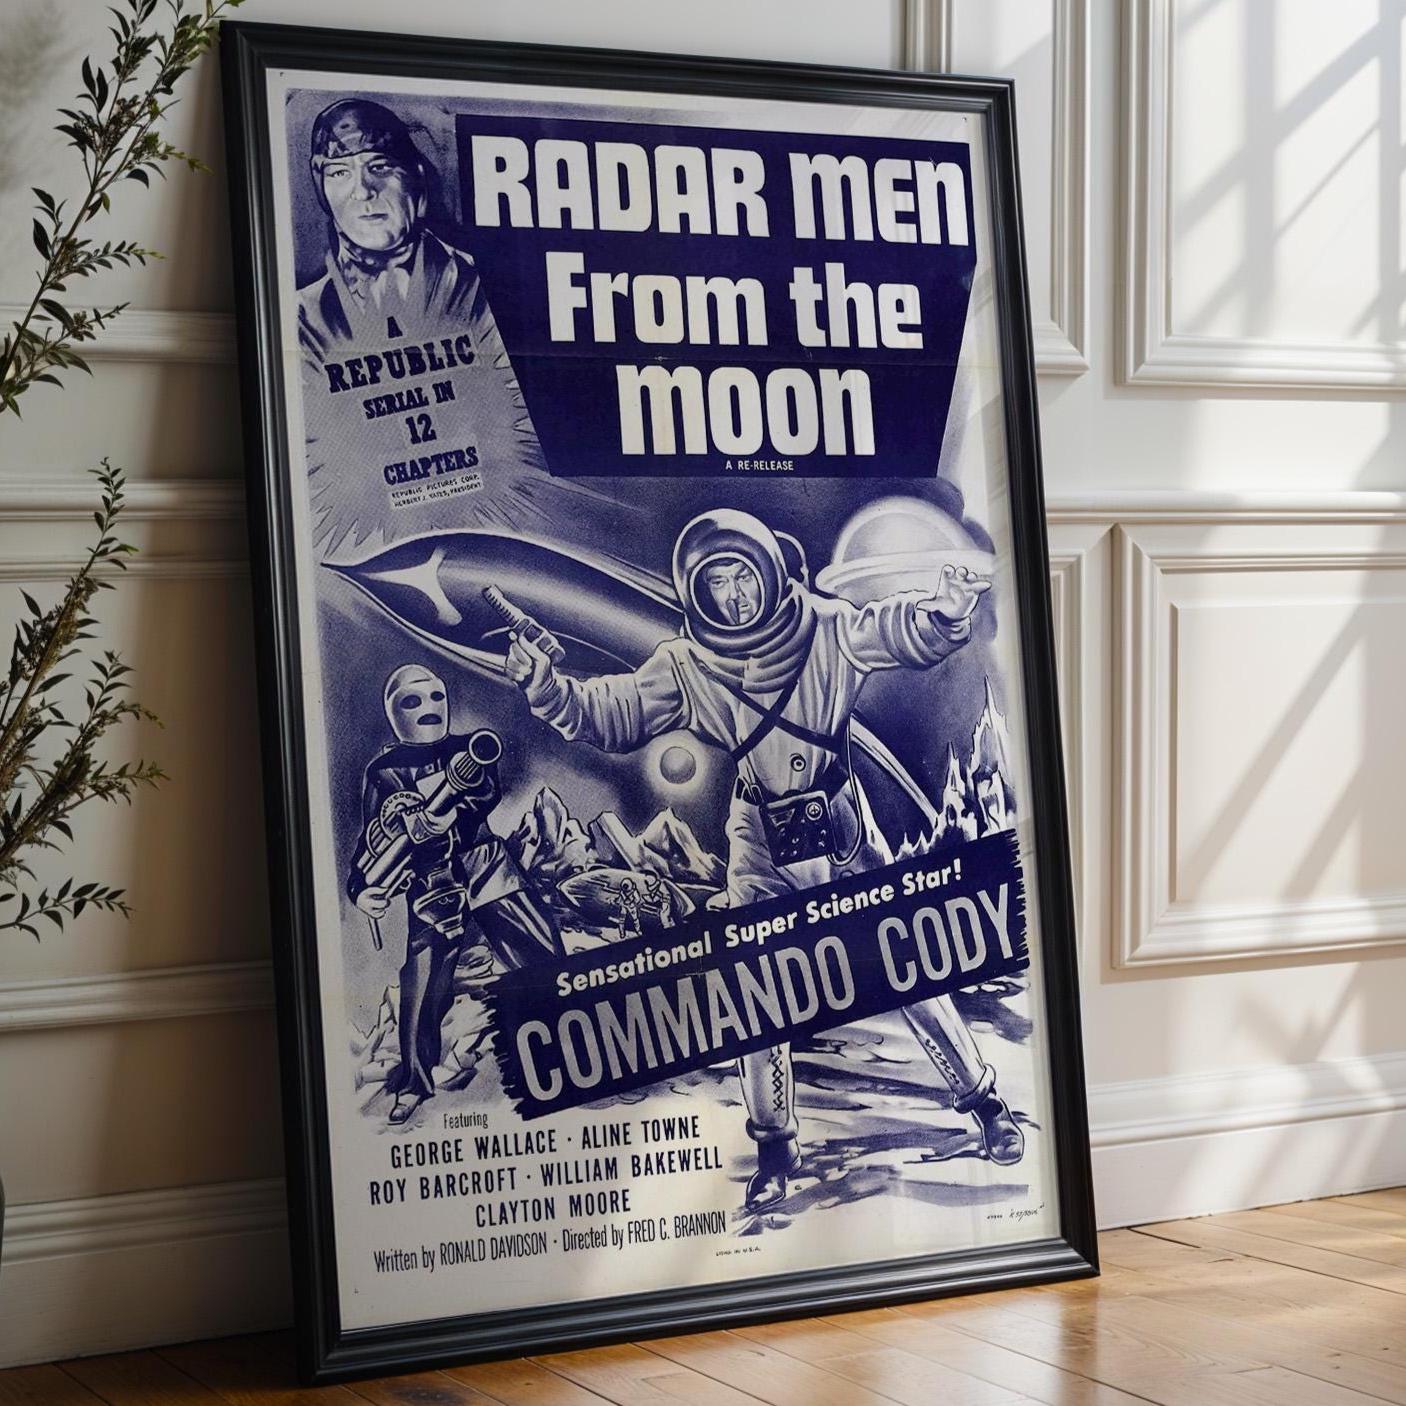 RADAR MEN
From the
MOON
A RE-RELEASE
A
REPUBLIC
SERIAL IN
12
CHAPTERS
REPUBLIC PICTURES CORP.
HERBERT J. YATES, PRESIDENT
Sensational Super Science Star!
COMMANDO CODY
Featuring
GEORGE WALLACE · ALINE TOWNE
ROY BARCROFT · WILLIAM BAKEWELL
CLAYTON MOORE
Written by RONALD DAVIDSON · Directed by FRED C. BRANNON